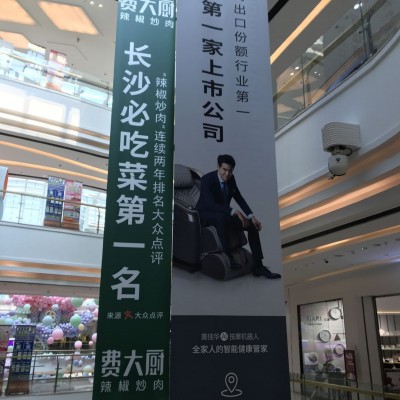 费大厨
辣椒炒肉
长沙必吃菜第一名
“辣椒炒肉”连续两年排名大众点评
来源 大众点评
费大厨
辣椒炒肉
出口份额行业第一
第一家上市公司
奥佳华AI按摩机器人
全家人的智能健康管家